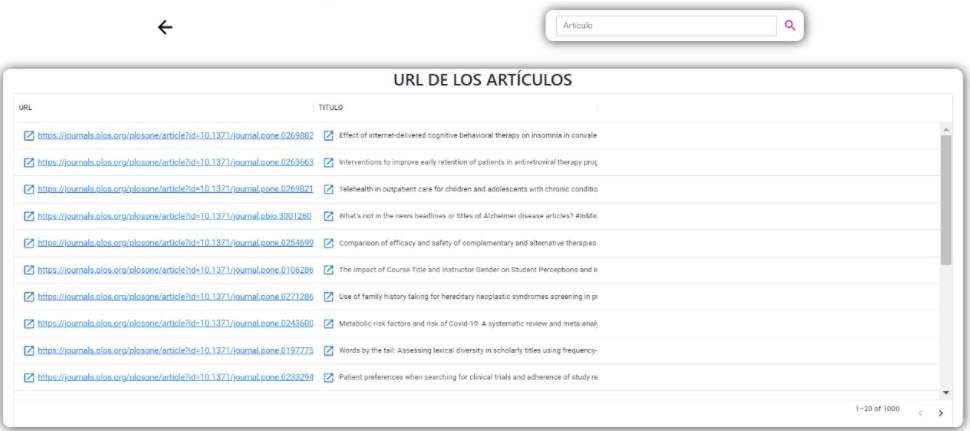 Artículo
URL DE LOS ARTÍCULOS
URL TITULO
https://journals.plos.org/plosone/article?id=10.1371/journal.pone.0269882 Effect of internet-delivered cognitive behavioral therapy on insomnia in convale
https://journals.plos.org/plosone/article?id=10.1371/journal.pone.0263663 Interventions to improve early retention of patients in antiretroviral therapy prog
https://journals.plos.org/plosone/article?id=10.1371/journal.pone.0269821 Telehealth in outpatient care for children and adolescents with chronic conditio
https://journals.plos.org/plosone/article?id=10.1371/journal.pbio.3001260 What's not in the news headlines or titles of Alzheimer disease articles? #InMic
https://journals.plos.org/plosone/article?id=10.1371/journal.pone.0254699 Comparison of efficacy and safety of complementary and alternative therapies
https://journals.plos.org/plosone/article?id=10.1371/journal.pone.0106286 The Impact of Course Title and Instructor Gender on Student Perceptions and I
https://journals.plos.org/plosone/article?id=10.1371/journal.pone.0271286 Use of family history taking for hereditary neoplastic syndromes screening in pr
https://journals.plos.org/plosone/article?id=10.1371/journal.pone.0243600 Metabolic risk factors and risk of Covid-19: A systematic review and meta-analy
https://journals.plos.org/plosone/article?id=10.1371/journal.pone.0197775 Words by the tail: Assessing lexical diversity in scholarly titles using frequency-
https://journals.plos.org/plosone/article?id=10.1371/journal.pone.0233294 Patient preferences when searching for clinical trials and adherence of study re
1–20 of 1000